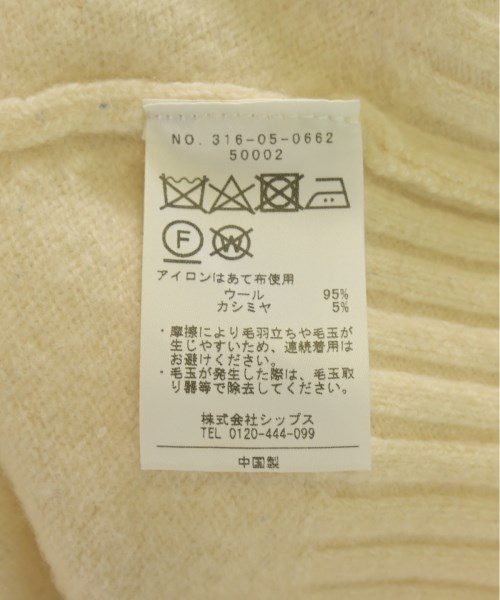 NO. 316-05-0662
50002
F
W
アイロンはあて布使用
ウール 95%
カシミヤ 5%
・摩擦により毛羽立ちや毛玉が
生じやすいため、連続着用は
お避けください。
・毛玉が発生した際は、毛玉取
り器等で除去してください。
株式会社シップス
TEL 0120-444-099
中国製